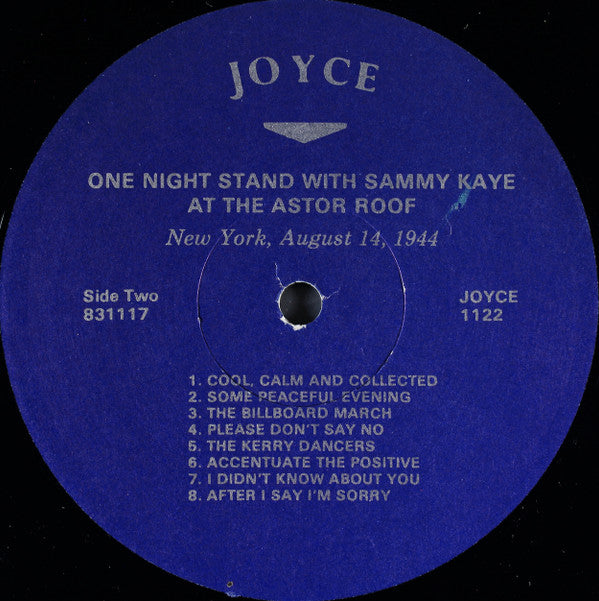 JOYCE
ONE NIGHT STAND WITH SAMMY KAYE
AT THE ASTOR ROOF
New York, August 14, 1944
Side Two
831117
JOYCE
1122
1. COOL, CALM AND COLLECTED
2. SOME PEACEFUL EVENING
3. THE BILLBOARD MARCH
4. PLEASE DON'T SAY NO
5. THE KERRY DANCERS
6. ACCENTUATE THE POSITIVE
7. I DIDN'T KNOW ABOUT YOU
8. AFTER I SAY I'M SORRY